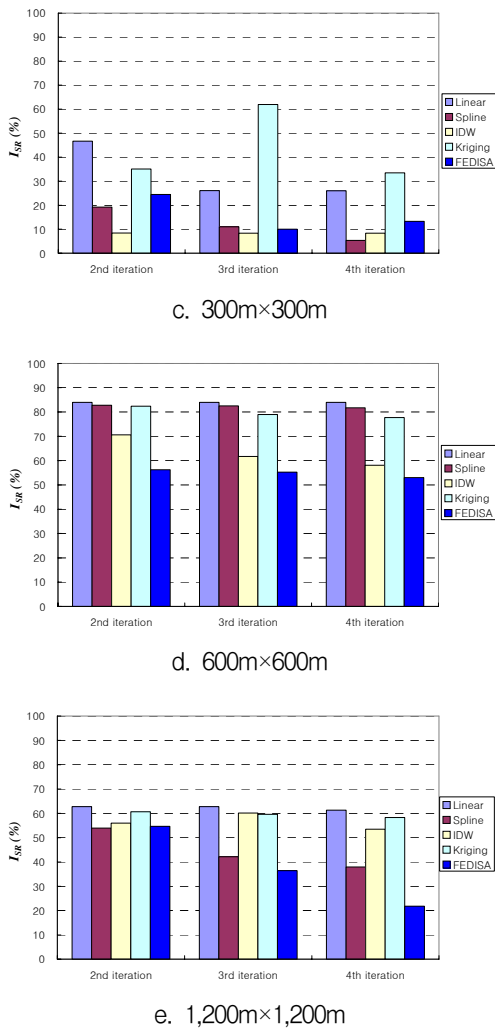 100
90
80
70
60
50
40
30
20
10
0
I_SR (%)
2nd iteration 3rd iteration 4th iteration
Linear
Spline
IDW
Kriging
FEDISA
c. 300m×300m
100
90
80
70
60
50
40
30
20
10
0
I_SR (%)
2nd iteration 3rd iteration 4th iteration
Linear
Spline
IDW
Kriging
FEDISA
d. 600m×600m
100
90
80
70
60
50
40
30
20
10
0
I_SR (%)
2nd iteration 3rd iteration 4th iteration
Linear
Spline
IDW
Kriging
FEDISA
e. 1,200m×1,200m